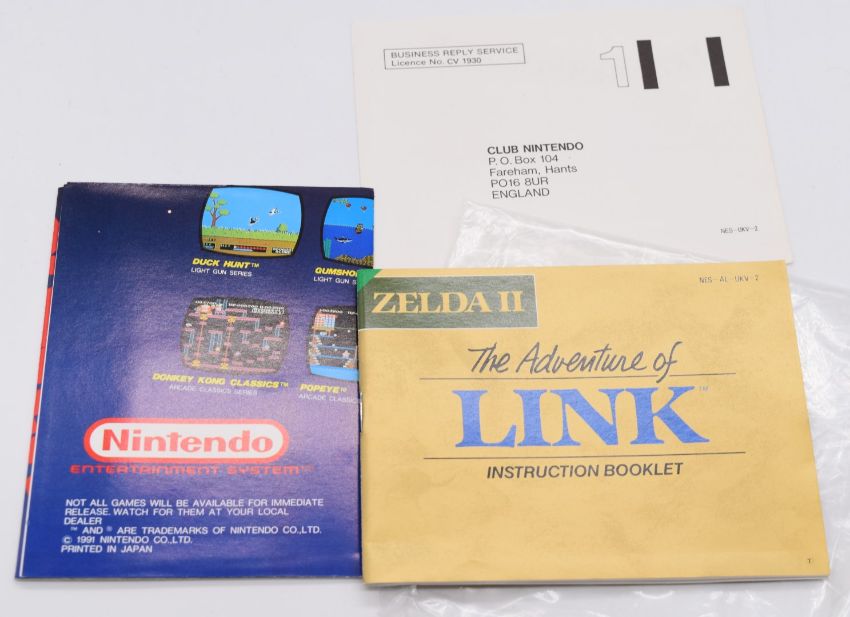 BUSINESS REPLY SERVICE
Licence No. CV 1930
1
CLUB NINTENDO
P.O. Box 104
Fareham, Hants
PO16 8UR
ENGLAND
NES-UKV-2
DUCK HUNT™
LIGHT GUN SERIES
GUMSHO
LIGHT GUN S
DONKEY KONG CLASSICS™
ARCADE CLASSICS SERIES
POPEYE™
ARCADE CLASSIC
Nintendo
ENTERTAINMENT SYSTEM™
NOT ALL GAMES WILL BE AVAILABLE FOR IMMEDIATE
RELEASE. WATCH FOR THEM AT YOUR LOCAL
DEALER
™ AND ® ARE TRADEMARKS OF NINTENDO CO.,LTD.
© 1991 NINTENDO CO.,LTD.
PRINTED IN JAPAN
NES-AL-UKV-2
ZELDA II
The Adventure of
LINK™
INSTRUCTION BOOKLET